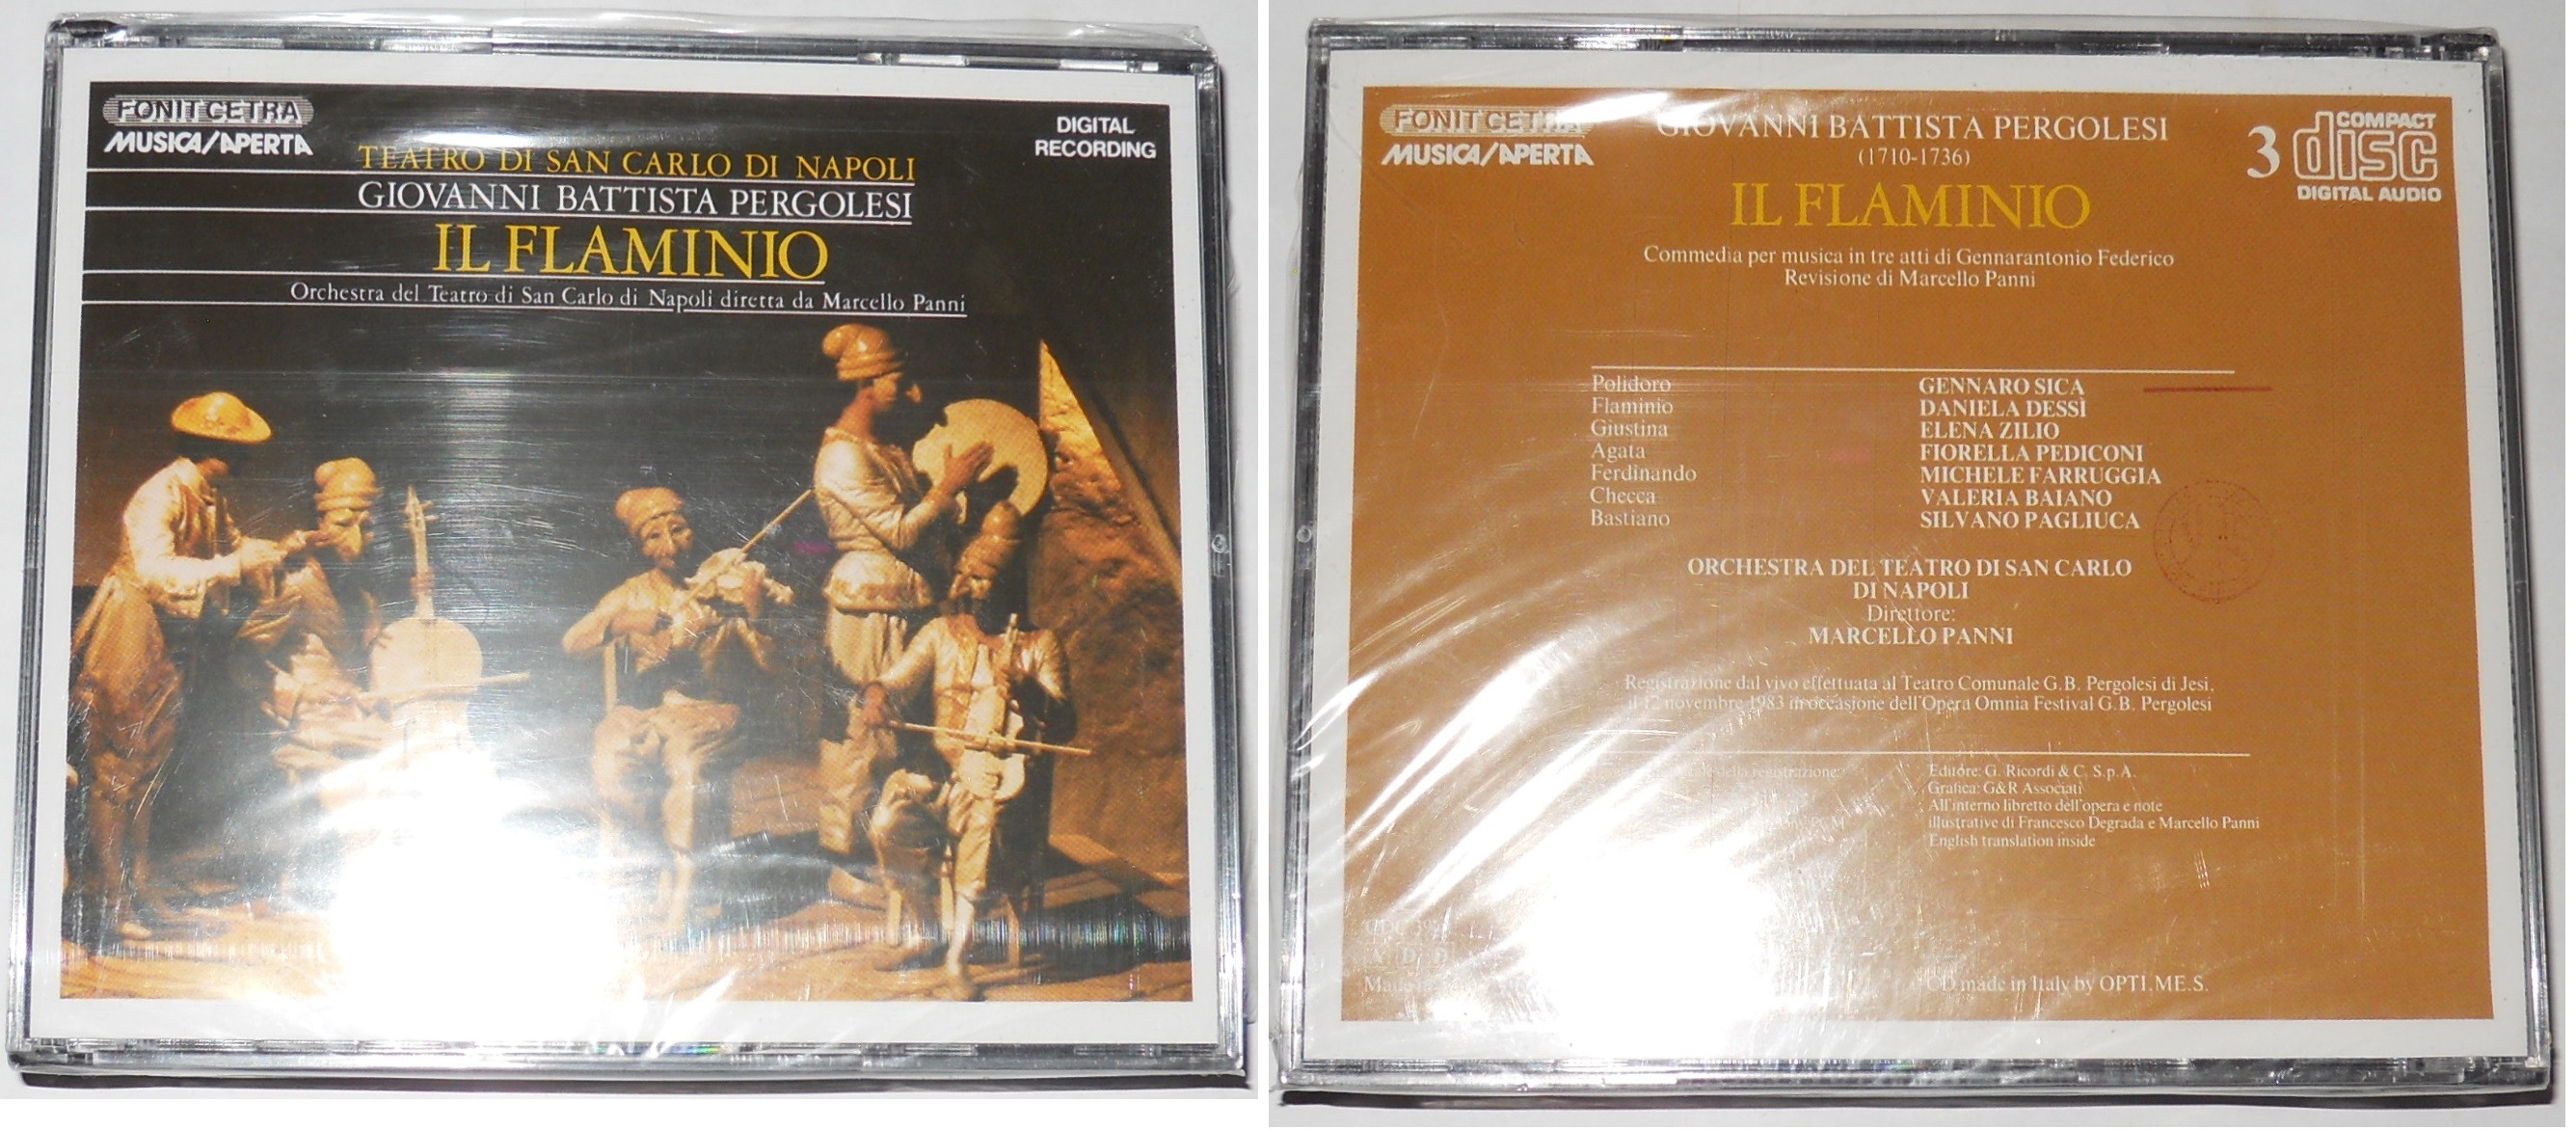 FONIT CETRA
MUSICA/APERTA
DIGITAL
RECORDING
TEATRO DI SAN CARLO DI NAPOLI
GIOVANNI BATTISTA PERGOLESI
IL FLAMINIO
Orchestra del Teatro di San Carlo di Napoli diretta da Marcello Panni
FONIT CETRA
MUSICA/APERTA
GIOVANNI BATTISTA PERGOLESI
(1710-1736)
3 COMPACT
disc
DIGITAL AUDIO
IL FLAMINIO
Commedia per musica in tre atti di Gennarantonio Federico
Revisione di Marcello Panni
Polidoro GENNARO SICA
Flaminio DANIELA DESSÌ
Giustina ELENA ZILIO
Agata FIORELLA PEDICONI
Ferdinando MICHELE FARRUGGIA
Checca VALERIA BAIANO
Bastiano SILVANO PAGLIUCA
ORCHESTRA DEL TEATRO DI SAN CARLO
DI NAPOLI
Direttore:
MARCELLO PANNI
Registrazione dal vivo effettuata al Teatro Comunale G.B. Pergolesi di Jesi,
il 12 novembre 1983 in occasione dell'Opera Omnia Festival G.B. Pergolesi
della registrazione:
Editore: G. Ricordi & C. S.p.A.
Grafica: G&R Associati
All'interno libretto dell'opera e note
illustrative di Francesco Degrada e Marcello Panni
English translation inside
CDC
Made
CD made in Italy by OPTI.ME.S.